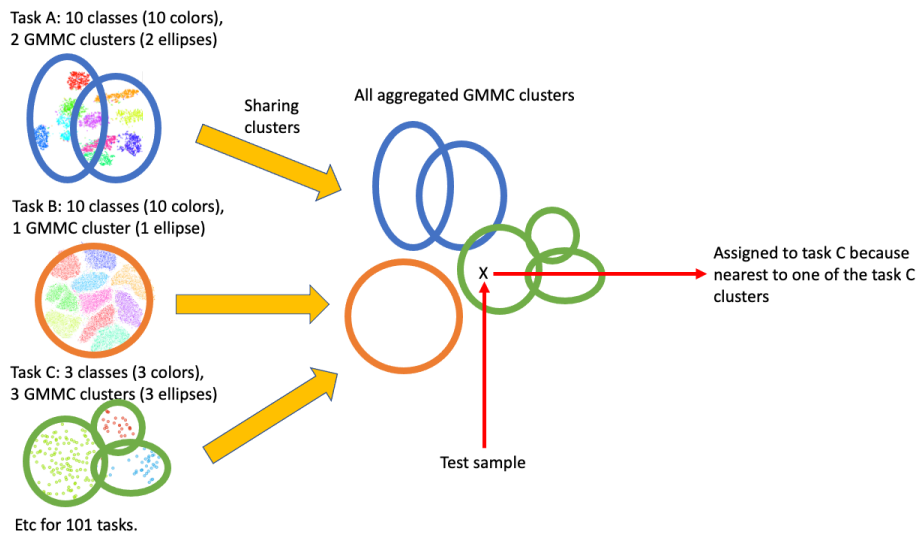 Task A: 10 classes (10 colors),
2 GMMC clusters (2 ellipses)
Sharing
clusters
All aggregated GMMC clusters
Task B: 10 classes (10 colors),
1 GMMC cluster (1 ellipse)
X
Assigned to task C because
nearest to one of the task C
clusters
Task C: 3 classes (3 colors),
3 GMMC clusters (3 ellipses)
Test sample
Etc for 101 tasks.